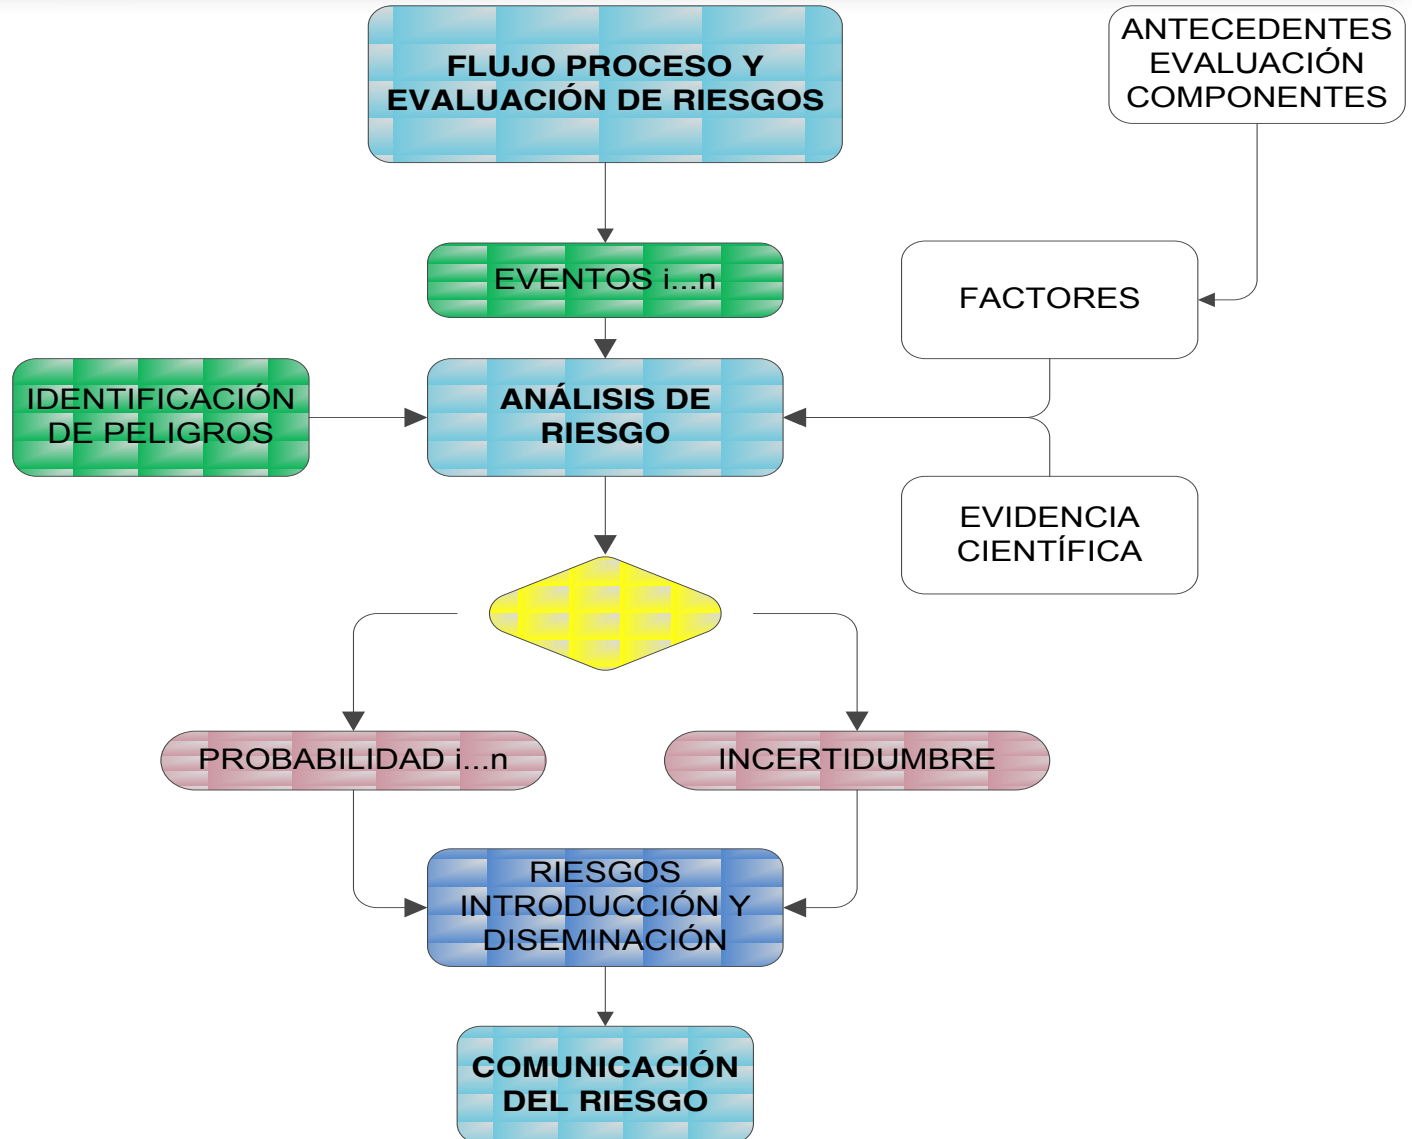 FLUJO PROCESO Y
EVALUACIÓN DE RIESGOS
ANTECEDENTES
EVALUACIÓN
COMPONENTES
EVENTOS i...n
FACTORES
IDENTIFICACIÓN
DE PELIGROS
ANÁLISIS DE
RIESGO
EVIDENCIA
CIENTÍFICA
PROBABILIDAD i...n
INCERTIDUMBRE
RIESGOS
INTRODUCCIÓN Y
DISEMINACIÓN
COMUNICACIÓN
DEL RIESGO